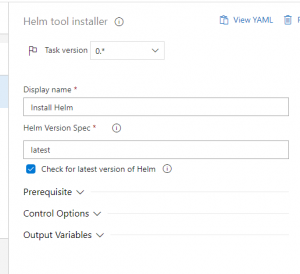 Helm tool installer
View YAML
Task version 0.*
Display name *
Install Helm
Helm Version Spec *
latest
Check for latest version of Helm
Prerequisite
Control Options
Output Variables